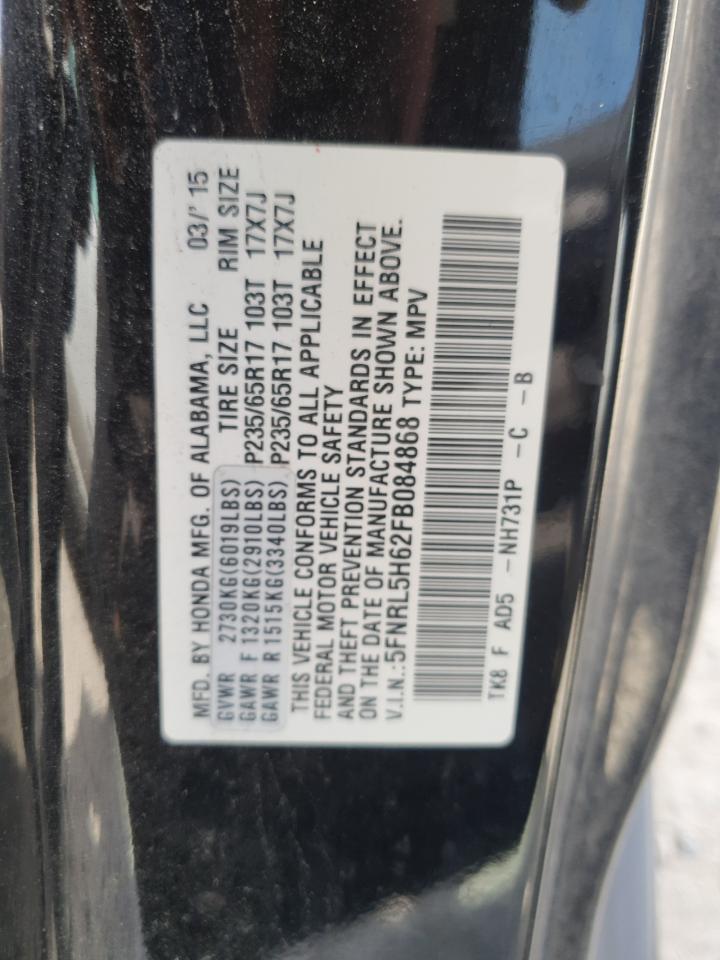 MFD. BY HONDA MFG. OF ALABAMA, LLC 03/'15
GVWR 2730KG(6019LBS) TIRE SIZE RIM SIZE
GAWR F 1320KG(2910LBS) P235/65R17 103T 17X7J
GAWR R 1515KG(3340LBS) P235/65R17 103T 17X7J
THIS VEHICLE CONFORMS TO ALL APPLICABLE
FEDERAL MOTOR VEHICLE SAFETY
AND THEFT PREVENTION STANDARDS IN EFFECT
ON THE DATE OF MANUFACTURE SHOWN ABOVE.
V.I.N.:5FNRL5H62FB084868 TYPE: MPV
TK8 F AD5 -NH731P -C -B